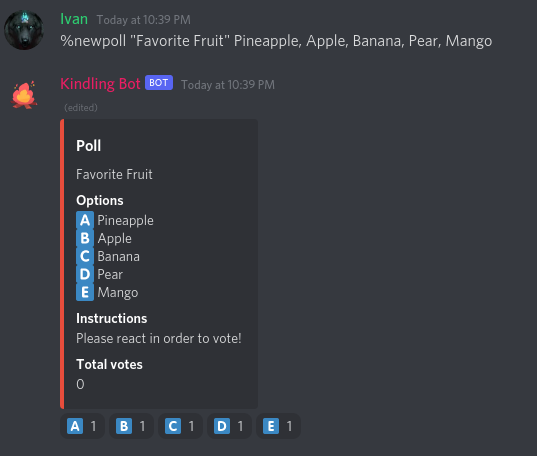 Ivan Today at 10:39 PM
%newpoll "Favorite Fruit" Pineapple, Apple, Banana, Pear, Mango
Kindling Bot BOT Today at 10:39 PM
(edited)
Poll
Favorite Fruit
Options
A Pineapple
B Apple
C Banana
D Pear
E Mango
Instructions
Please react in order to vote!
Total votes
0
A 1 B 1 C 1 D 1 E 1